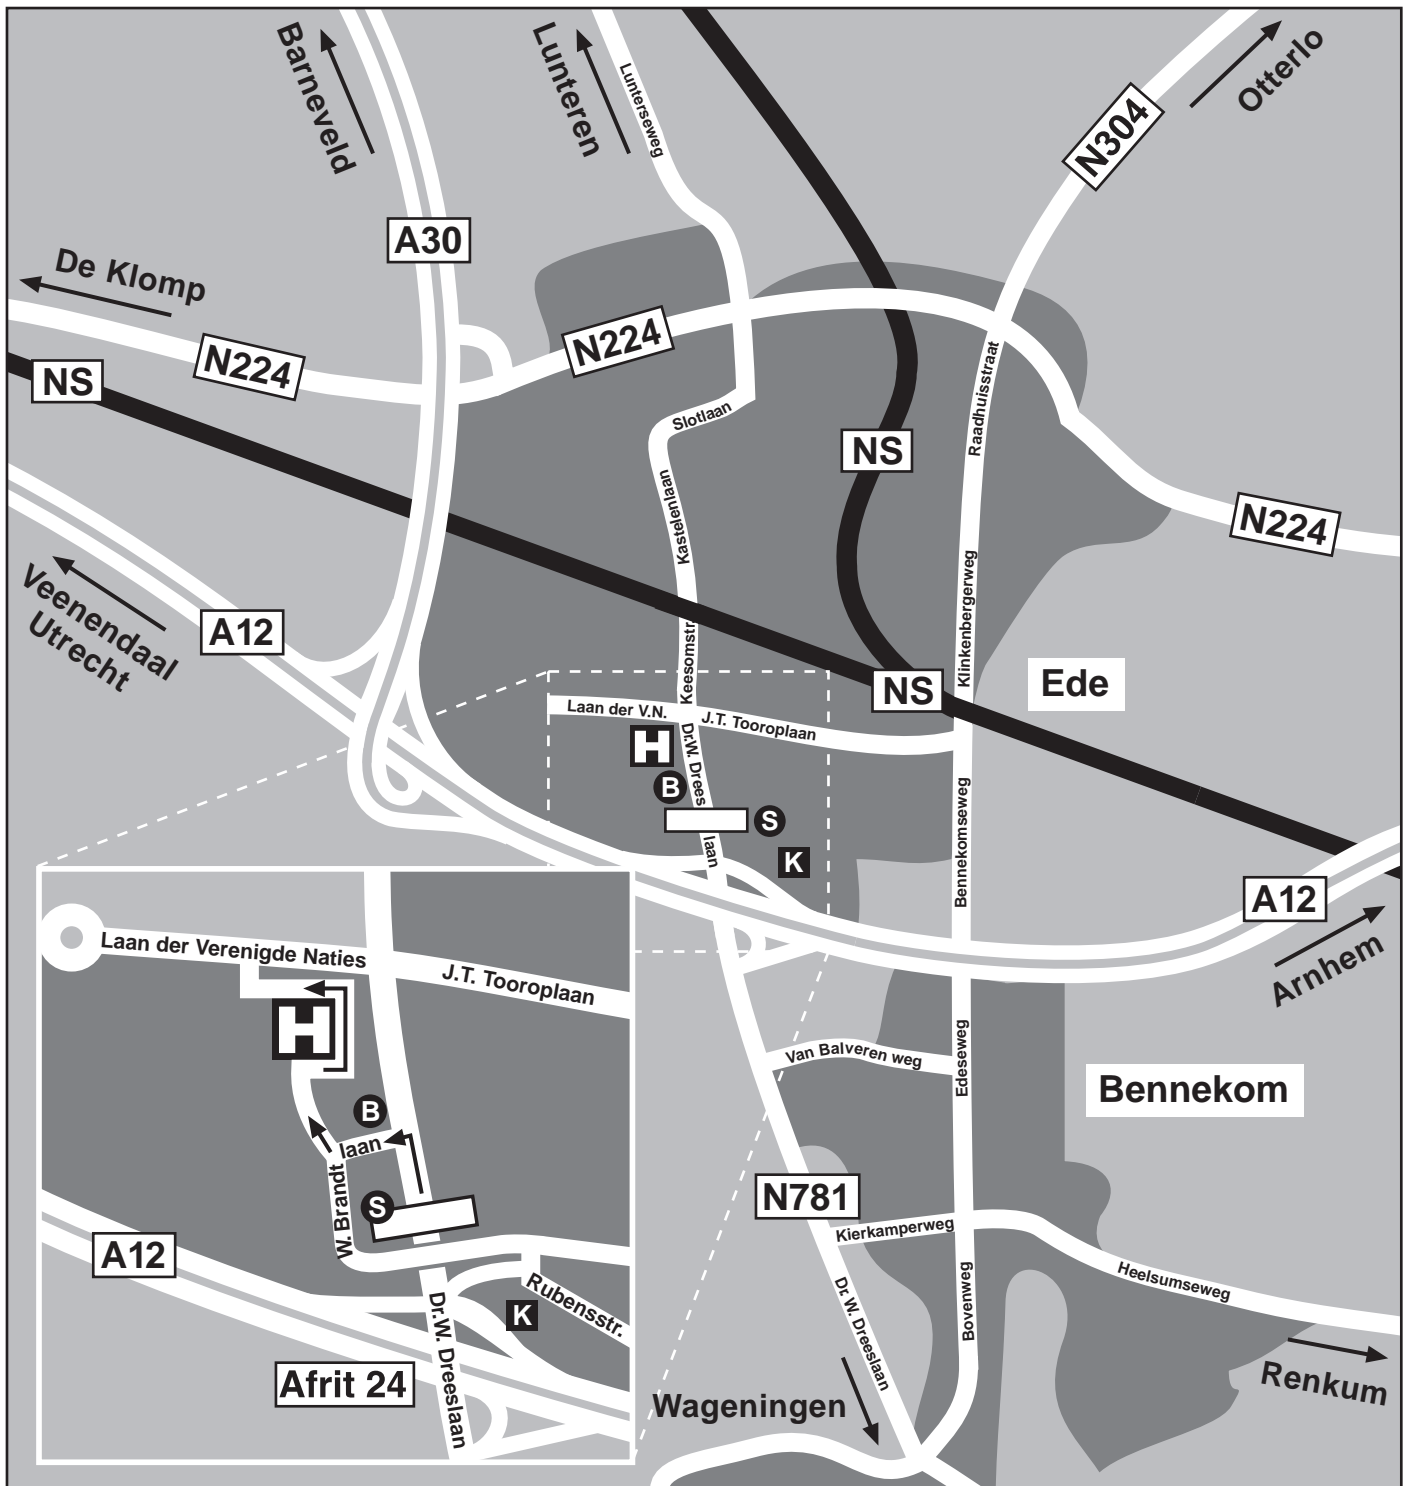 Barneveld
Lunteren
Lunterseweg
Otterlo
N304
A30
De Klomp
N224
N224
NS
Raadhuisstraat
Slotlaan
NS
Kastelenlaan
N224
Veenendaal
Utrecht
A12
Klinkenbergerweg
Keesomstr.
NS
Ede
Laan der V.N.
J.T. Tooroplaan
H
Dr.W. Drees
B
S
laan
K
Bennekomseweg
A12
Arnhem
Laan der Verenigde Naties
J.T. Tooroplaan
H
B
laan
W. Brandt
S
A12
Rubensstr.
K
Dr.W. Dreeslaan
Afrit 24
Van Balveren weg
Edeseweg
Bennekom
N781
Kierkamperweg
Heelsumseweg
Dr. W. Dreeslaan
Bovenweg
Wageningen
Renkum